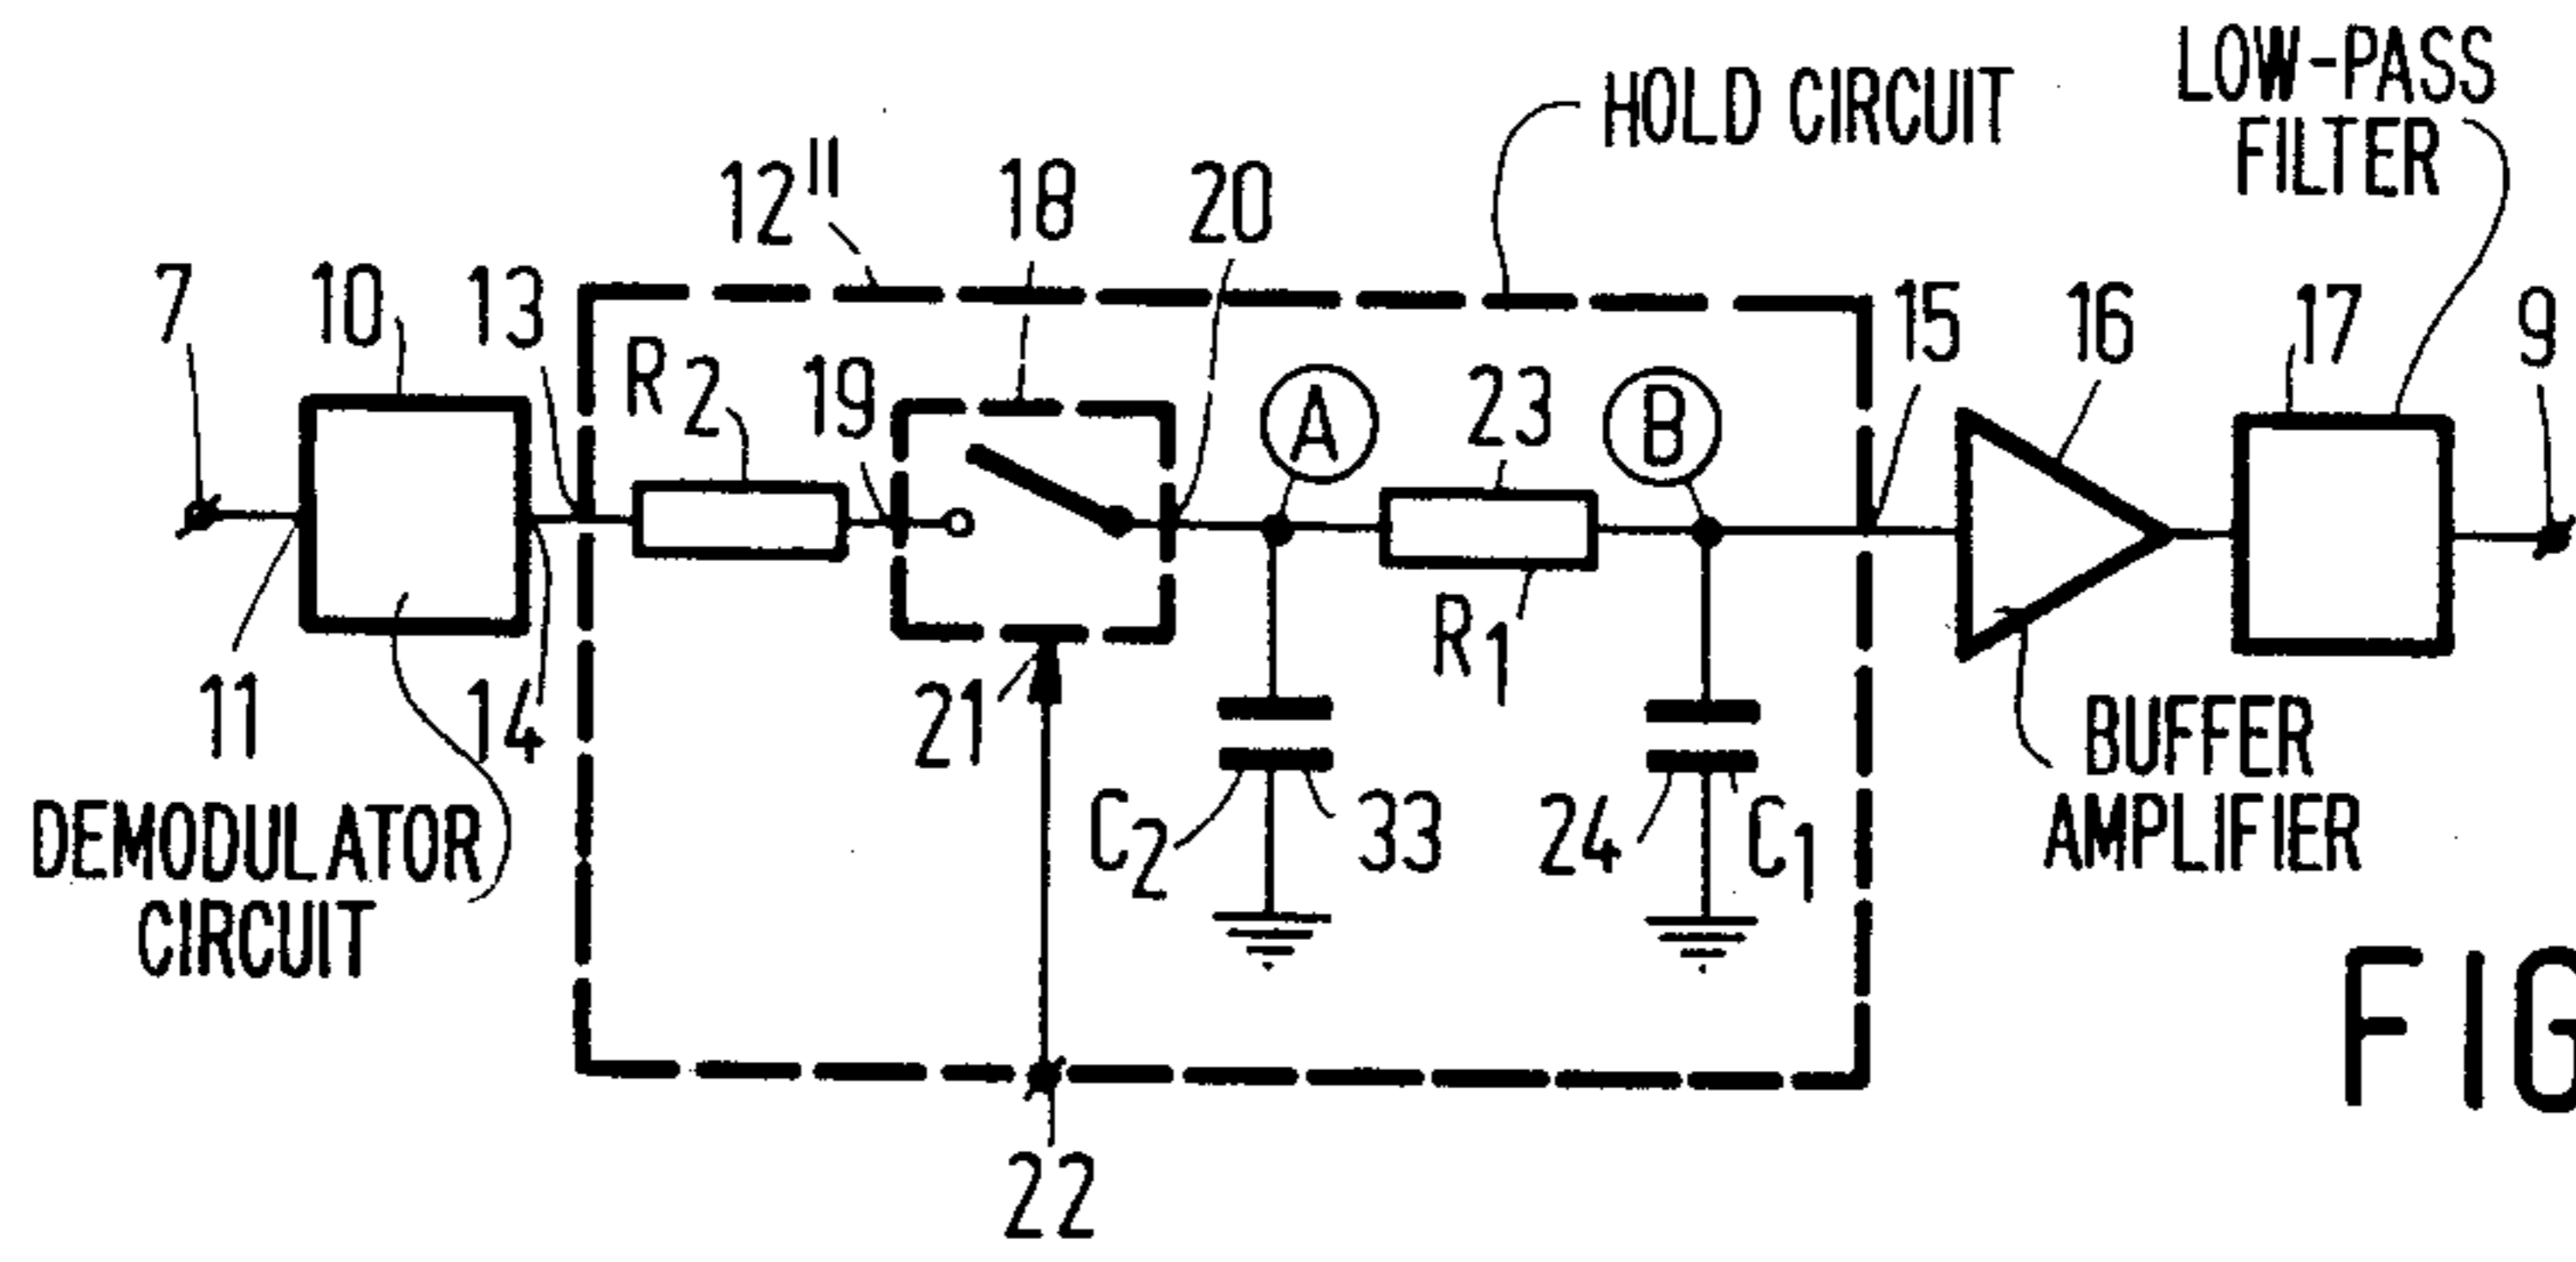 LOW-PASS
FILTER
HOLD CIRCUIT
12"
18
20
7
10
13
R2
19
A
23
B
15
16
17
9
11
14
21
R1
DEMODULATOR
CIRCUIT
C2
33
24
C1
BUFFER
AMPLIFIER
22
FIG